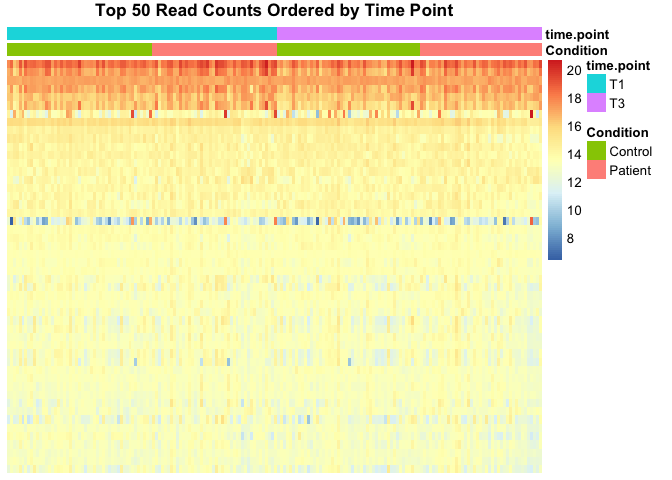 Top 50 Read Counts Ordered by Time Point
time.point
Condition
time.point
T1
T3
Condition
Control
Patient
20
18
16
14
12
10
8